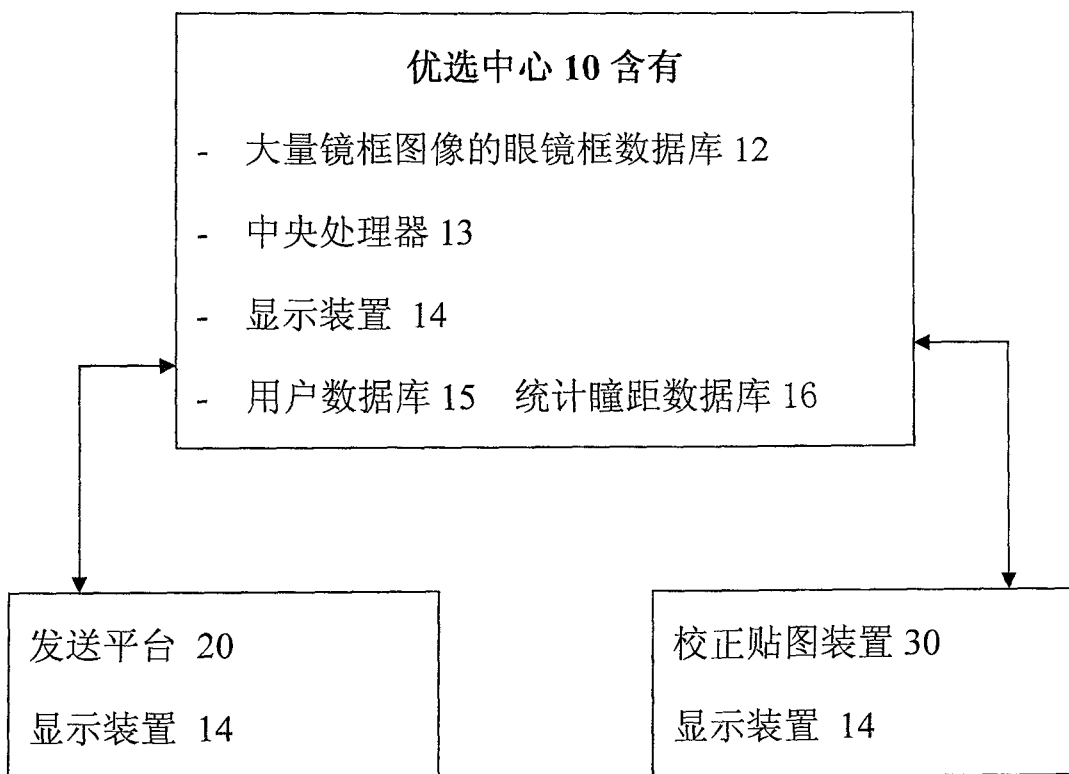 优选中心 10 含有
- 大量镜框图像的眼镜框数据库 12
- 中央处理器 13
- 显示装置 14
- 用户数据库 15 统计瞳距数据库 16
发送平台 20
显示装置 14
校正贴图装置 30
显示装置 14